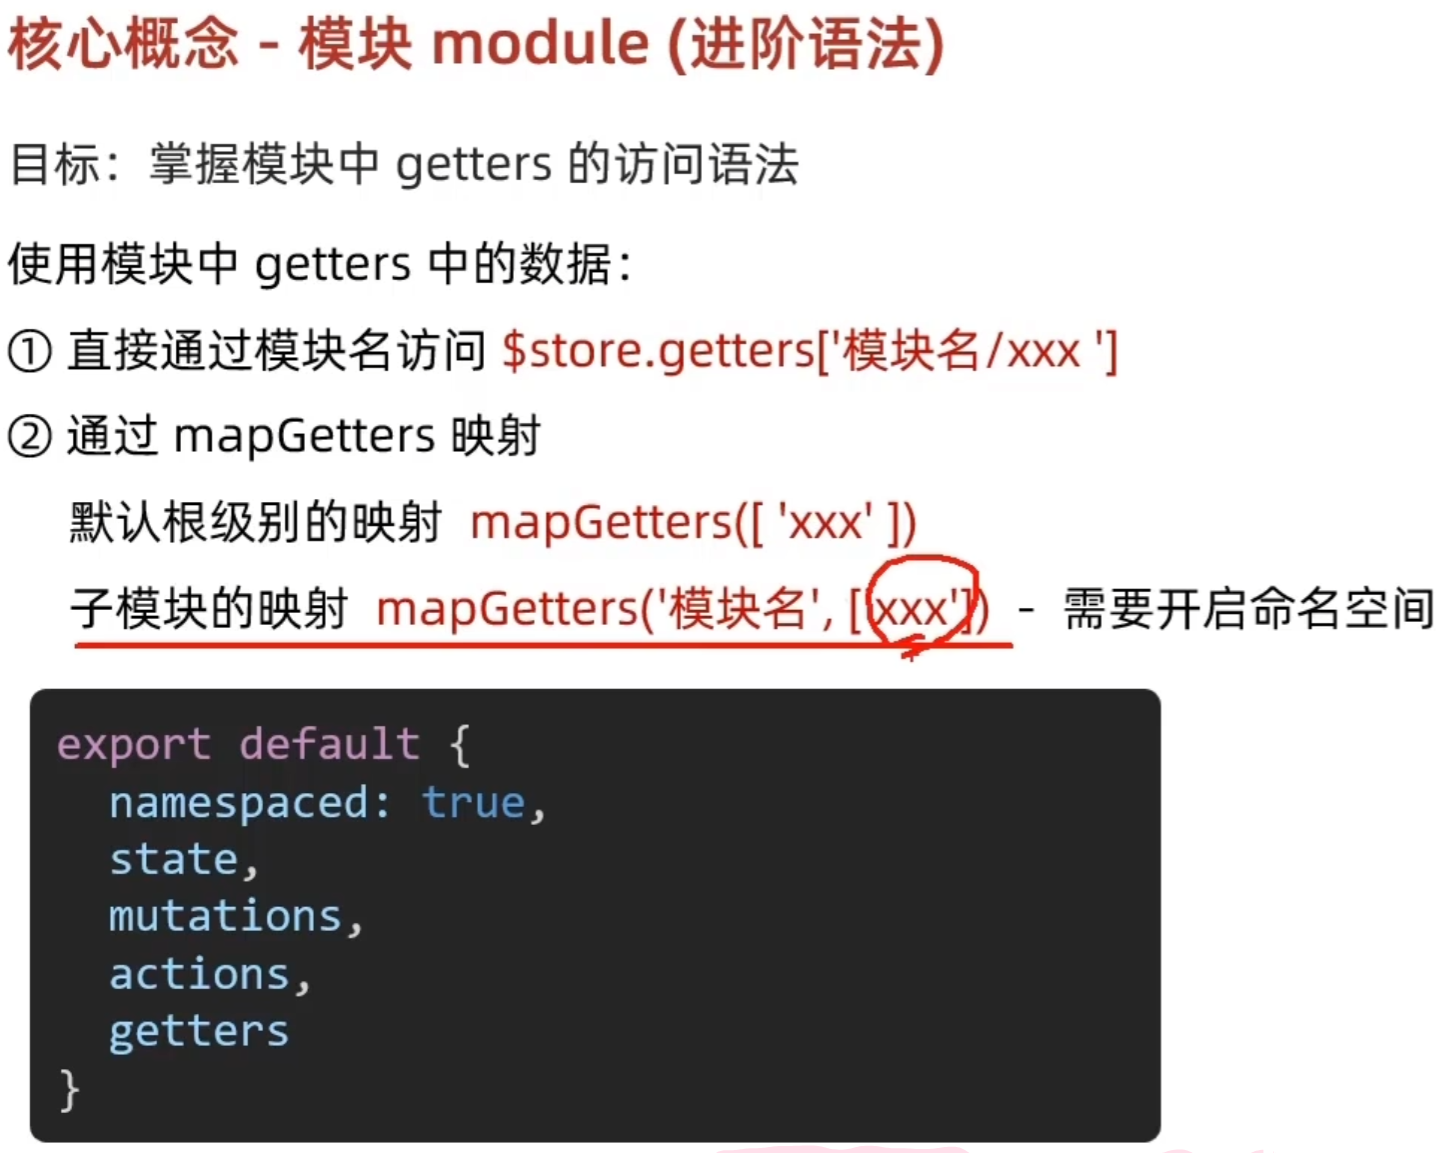 核心概念 - 模块 module (进阶语法)
目标：掌握模块中 getters 的访问语法
使用模块中 getters 中的数据：
① 直接通过模块名访问 $store.getters['模块名/xxx ']
② 通过 mapGetters 映射
默认根级别的映射 mapGetters([ 'xxx' ])
子模块的映射 mapGetters('模块名', ['xxx']) - 需要开启命名空间
export default {
namespaced: true,
state,
mutations,
actions,
getters
}